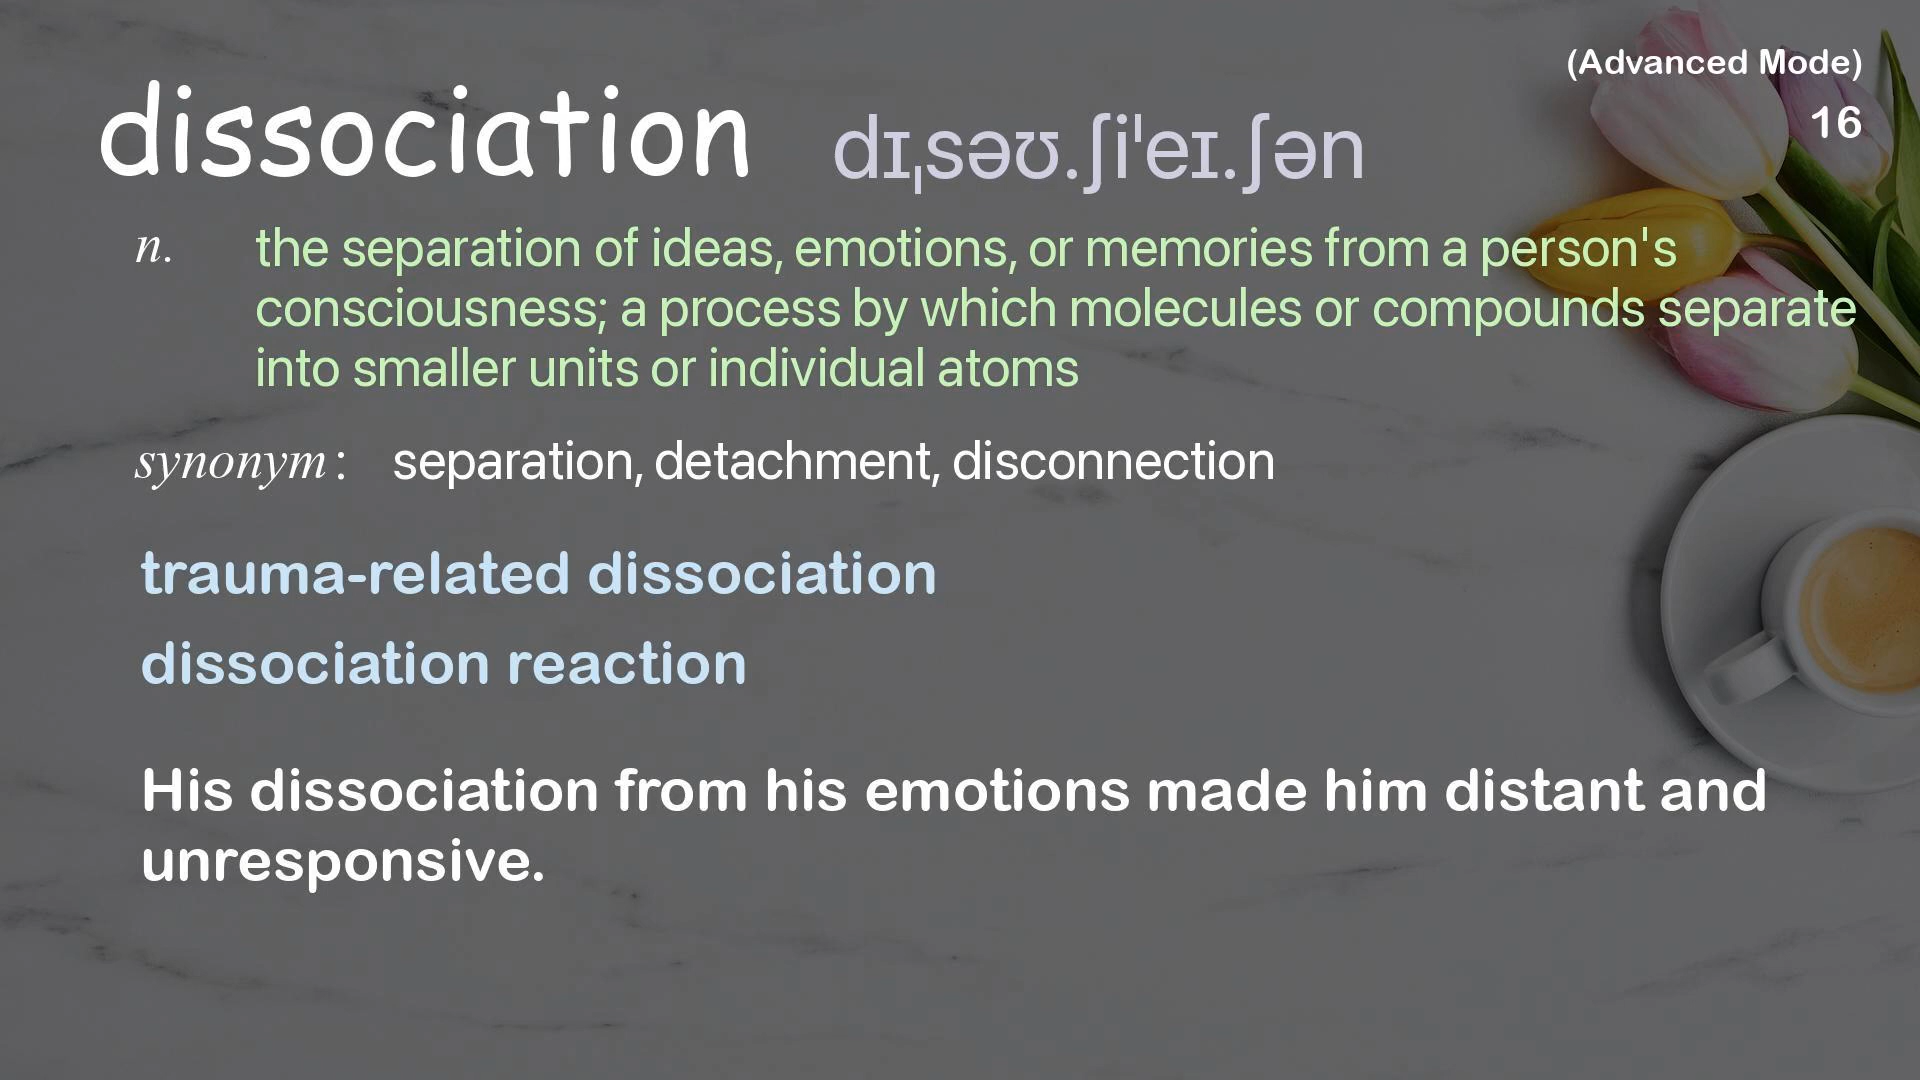 (Advanced Mode)
dissociation dɪˌsəʊ.ʃiˈeɪ.ʃən
16
n. the separation of ideas, emotions, or memories from a person's
consciousness; a process by which molecules or compounds separate
into smaller units or individual atoms
synonym: separation, detachment, disconnection
trauma-related dissociation
dissociation reaction
His dissociation from his emotions made him distant and
unresponsive.